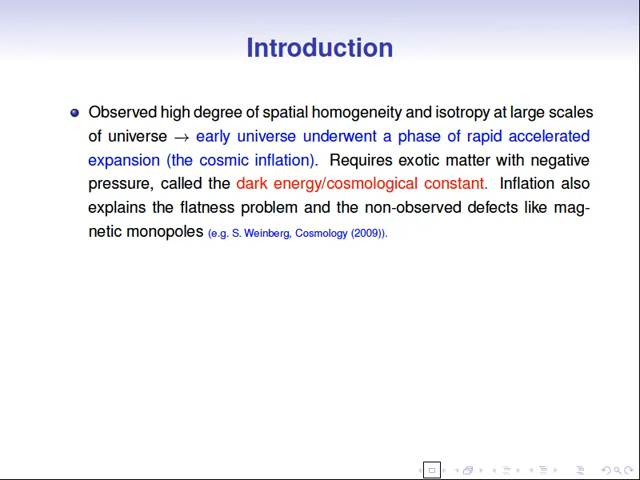 Introduction
Observed high degree of spatial homogeneity and isotropy at large scales
of universe → early universe underwent a phase of rapid accelerated
expansion (the cosmic inflation). Requires exotic matter with negative
pressure, called the dark energy/cosmological constant. Inflation also
explains the flatness problem and the non-observed defects like mag-
netic monopoles (e.g. S. Weinberg, Cosmology (2009)).